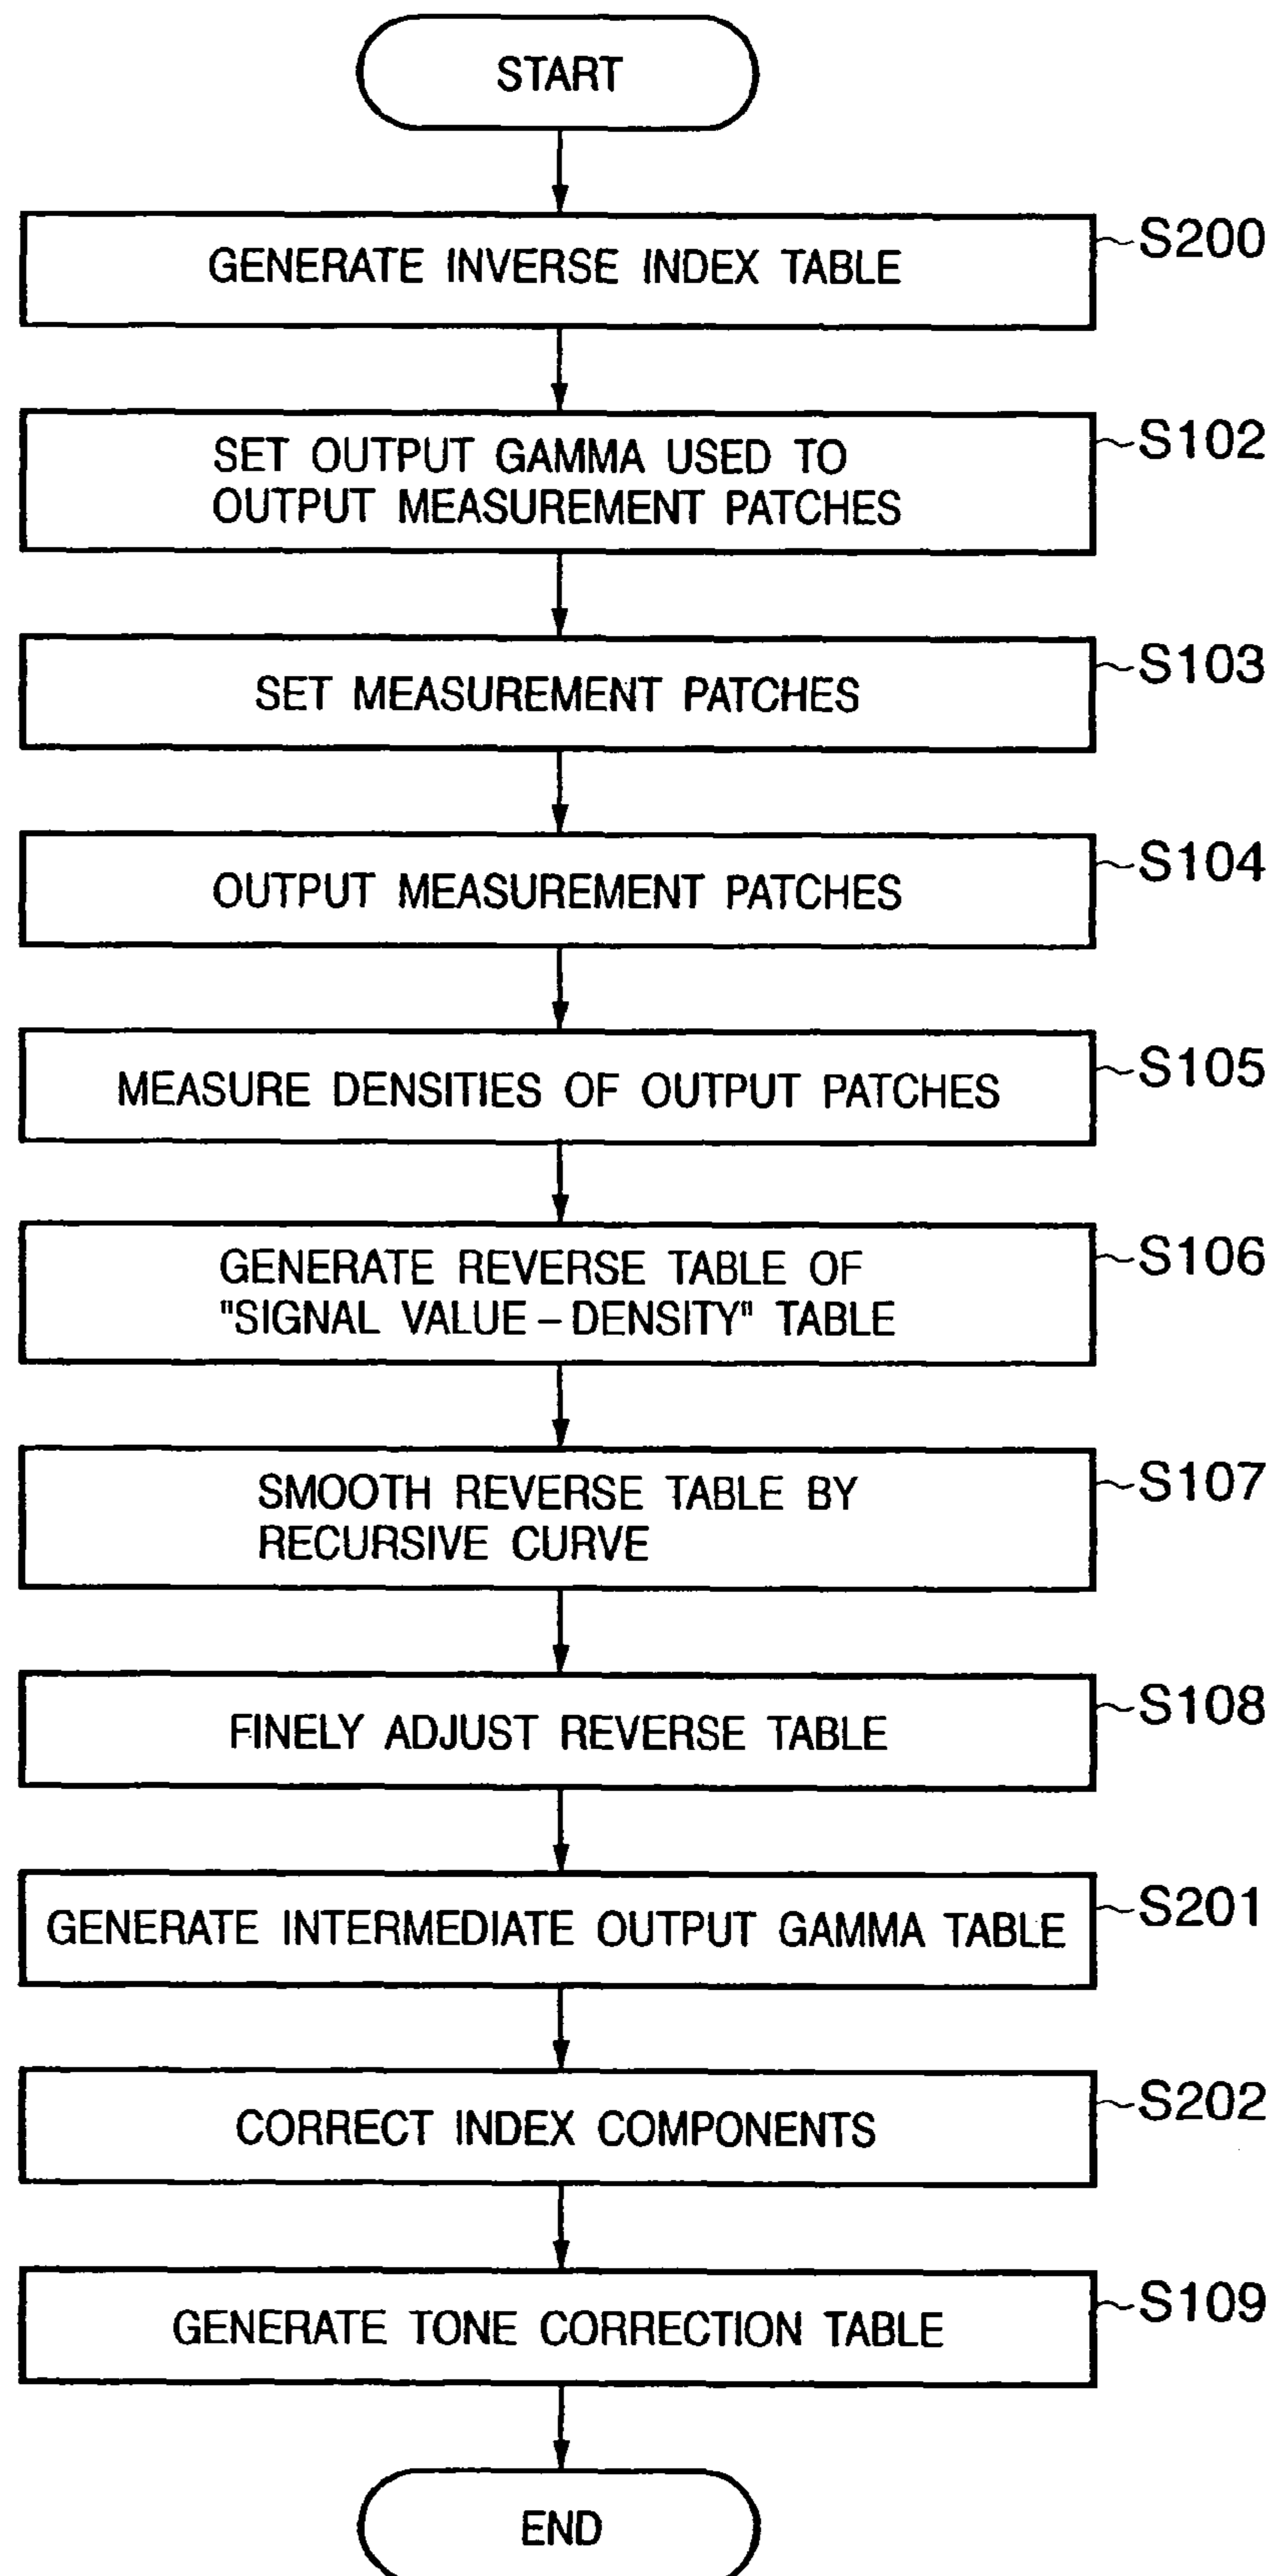 START
GENERATE INVERSE INDEX TABLE
S200
SET OUTPUT GAMMA USED TO
OUTPUT MEASUREMENT PATCHES
S102
SET MEASUREMENT PATCHES
S103
OUTPUT MEASUREMENT PATCHES
S104
MEASURE DENSITIES OF OUTPUT PATCHES
S105
GENERATE REVERSE TABLE OF
"SIGNAL VALUE – DENSITY" TABLE
S106
SMOOTH REVERSE TABLE BY
RECURSIVE CURVE
S107
FINELY ADJUST REVERSE TABLE
S108
GENERATE INTERMEDIATE OUTPUT GAMMA TABLE
S201
CORRECT INDEX COMPONENTS
S202
GENERATE TONE CORRECTION TABLE
S109
END